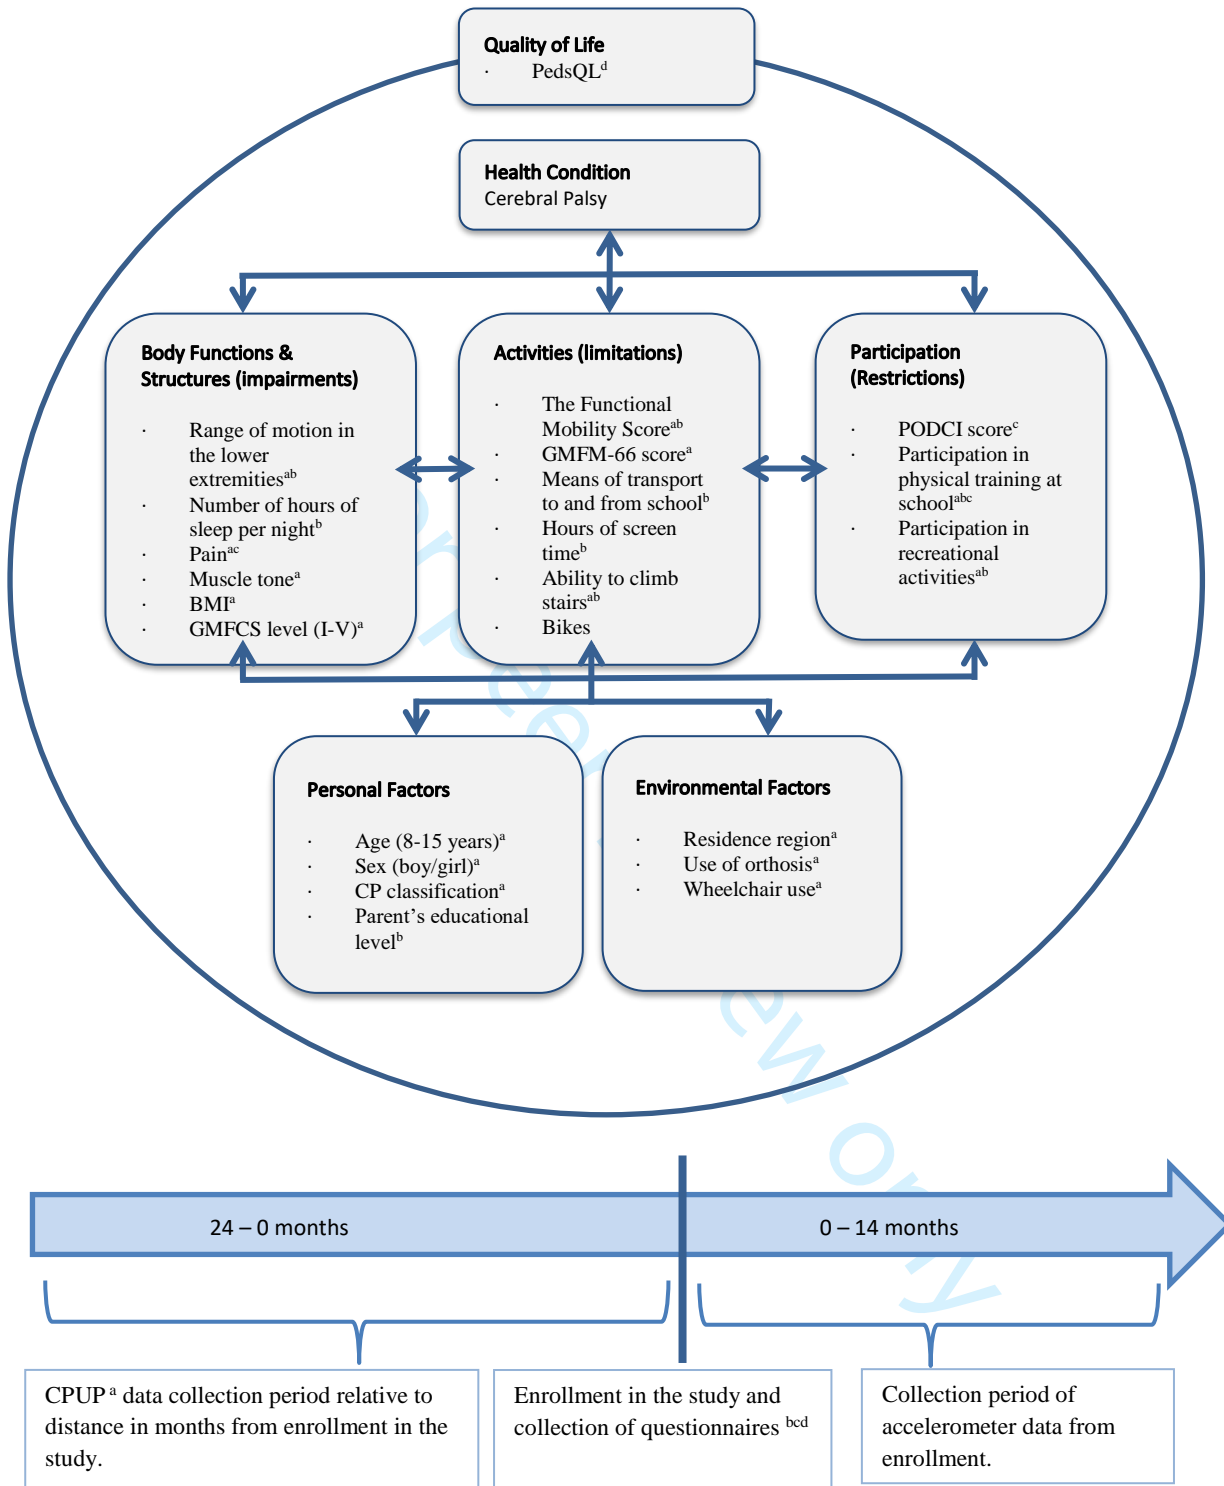 Quality of Life
· PedsQLᵈ
Health Condition
Cerebral Palsy
Body Functions &
Structures (impairments)
· Range of motion in
the lower
extremitiesᵃᵇ
· Number of hours of
sleep per nightᵇ
· Painᵃᶜ
· Muscle toneᵃ
· BMIᵃ
· GMFCS level (I-V)ᵃ
Activities (limitations)
· The Functional
Mobility Scoreᵃᵇ
· GMFM-66 scoreᵃ
· Means of transport
to and from schoolᵇ
· Hours of screen
timeᵇ
· Ability to climb
stairsᵃᵇ
· Bikes
Participation
(Restrictions)
· PODCI scoreᶜ
· Participation in
physical training at
schoolᵃᵇᶜ
· Participation in
recreational
activitiesᵃᵇ
Personal Factors
· Age (8-15 years)ᵃ
· Sex (boy/girl)ᵃ
· CP classificationᵃ
· Parent’s educational
levelᵇ
Environmental Factors
· Residence regionᵃ
· Use of orthosisᵃ
· Wheelchair useᵃ
24 – 0 months
0 – 14 months
CPUP ᵃ data collection period relative to
distance in months from enrollment in the
study.
Enrollment in the study and
collection of questionnaires ᵇᶜᵈ
Collection period of
accelerometer data from
enrollment.